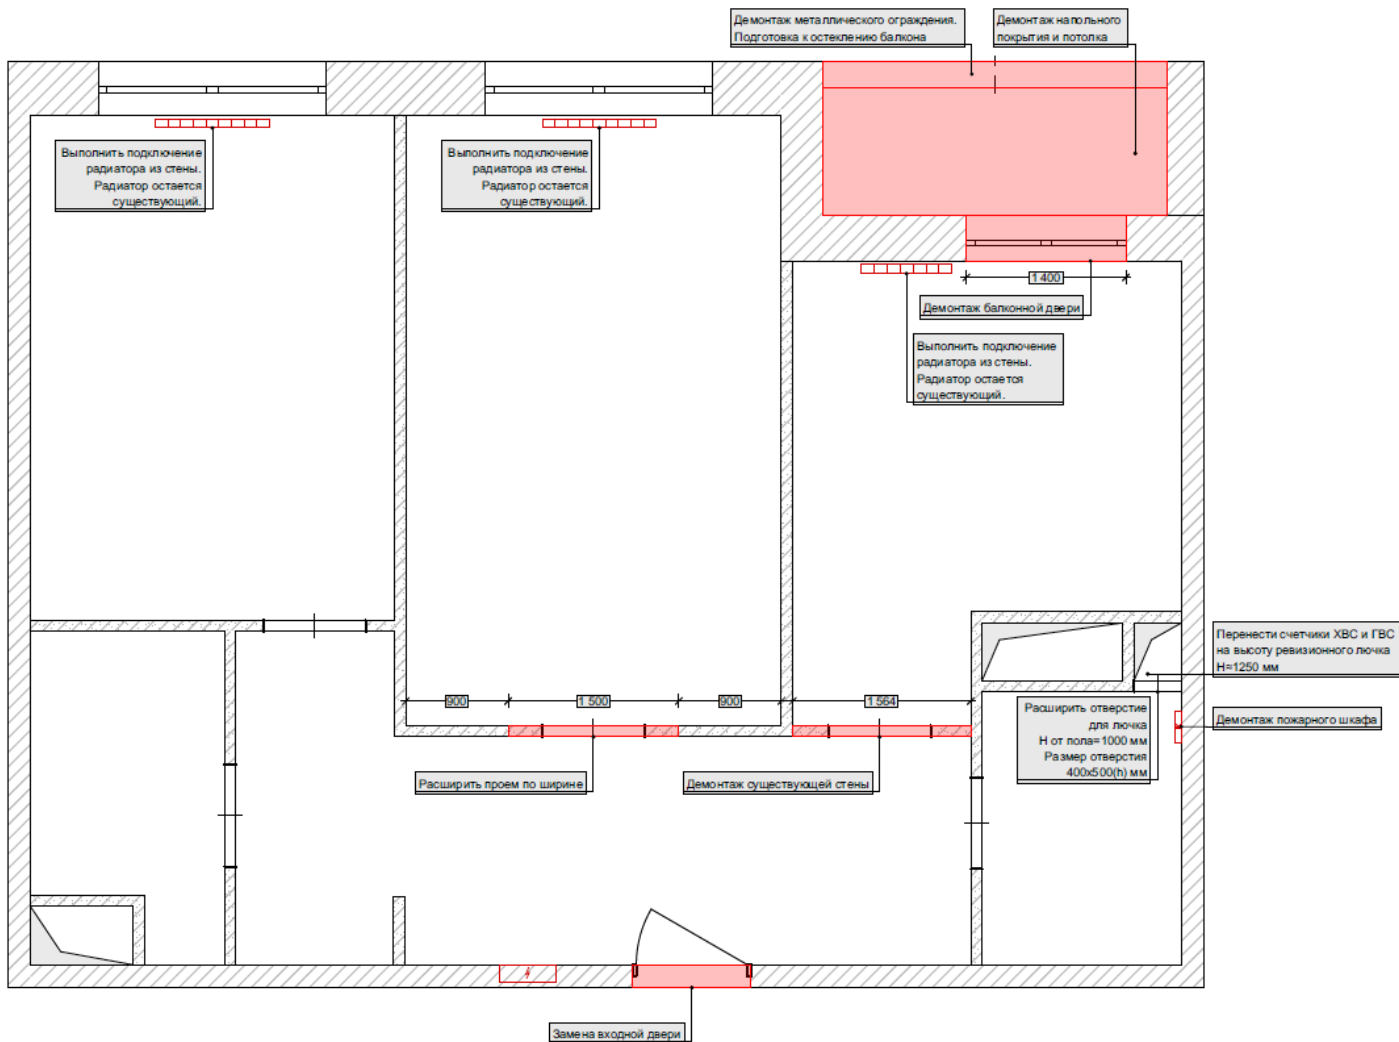 Демонтаж металлического ограждения.
Подготовка к остеклению балкона
Демонтаж напольного
покрытия и потолка
Выполнить подключение
радиатора из стены.
Радиатор остается
существующий.
Выполнить подключение
радиатора из стены.
Радиатор остается
существующий.
1 400
Демонтаж балконной двери
Выполнить подключение
радиатора из стены.
Радиатор остается
существующий.
Перенести счетчики ХВС и ГВС
на высоту ревизионного лючка
H=1250 мм
900
1 500
900
1 564
Расширить отверстие
для лючка
Н от пола=1000 мм
Размер отверстия
400х500(h) мм
Демонтаж пожарного шкафа
Расширить проем по ширине
Демонтаж существующей стены
Замена входной двери